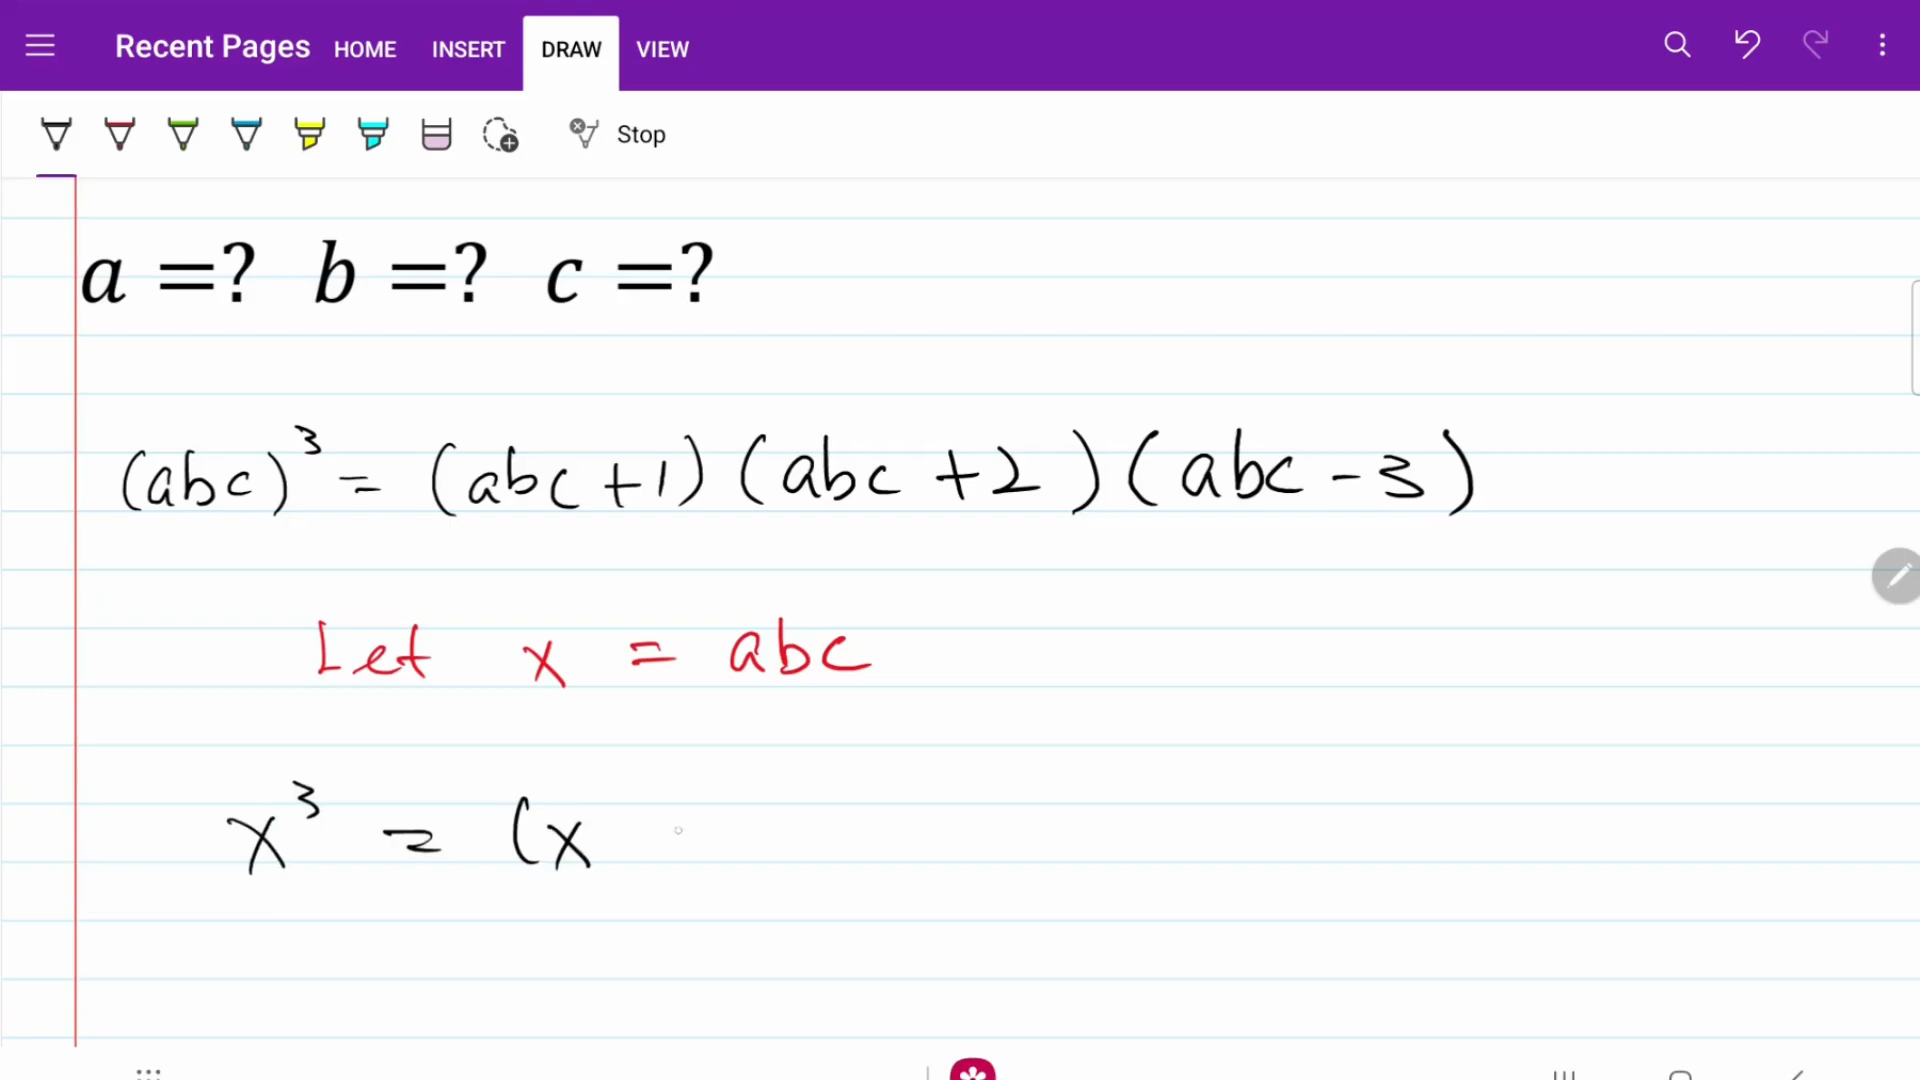 Recent Pages HOME INSERT DRAW VIEW
Stop
a =? b =? c =?
(abc)³ = (abc+1)(abc+2)(abc-3)
Let x = abc
x³ = (x